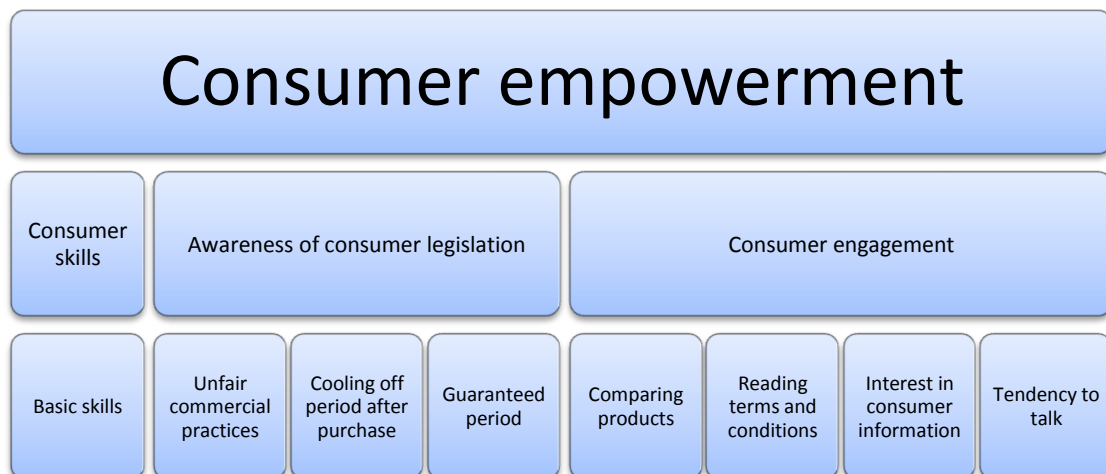 Consumer empowerment
Consumer
skills
Awareness of consumer legislation
Consumer engagement
Basic skills
Unfair
commercial
practices
Cooling off
period after
purchase
Guaranteed
period
Comparing
products
Reading
terms and
conditions
Interest in
consumer
information
Tendency to
talk